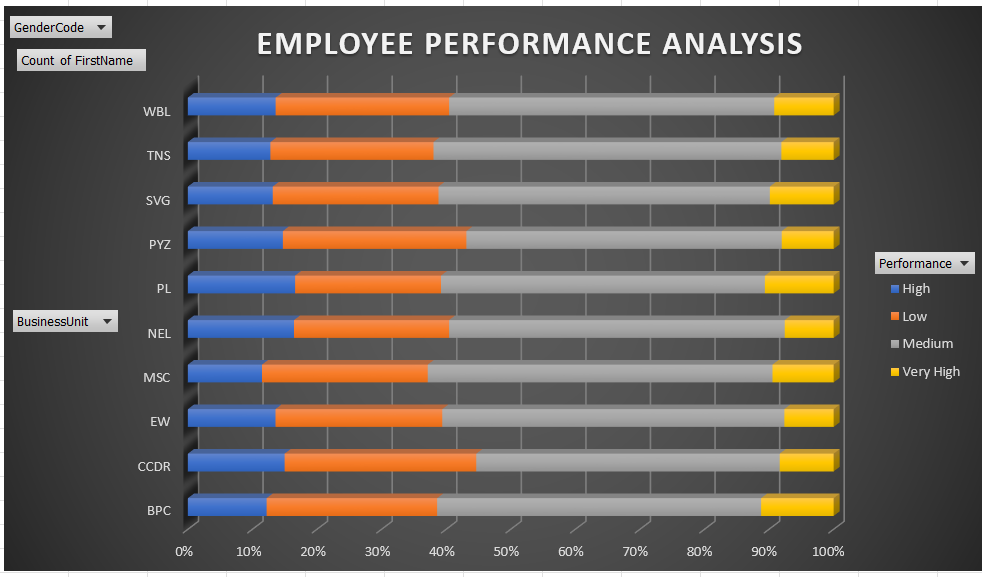 GenderCode
EMPLOYEE PERFORMANCE ANALYSIS
Count of FirstName
WBL
TNS
SVG
PYZ
PL
NEL
MSC
EW
CCDR
BPC
BusinessUnit
Performance
High
Low
Medium
Very High
0% 10% 20% 30% 40% 50% 60% 70% 80% 90% 100%